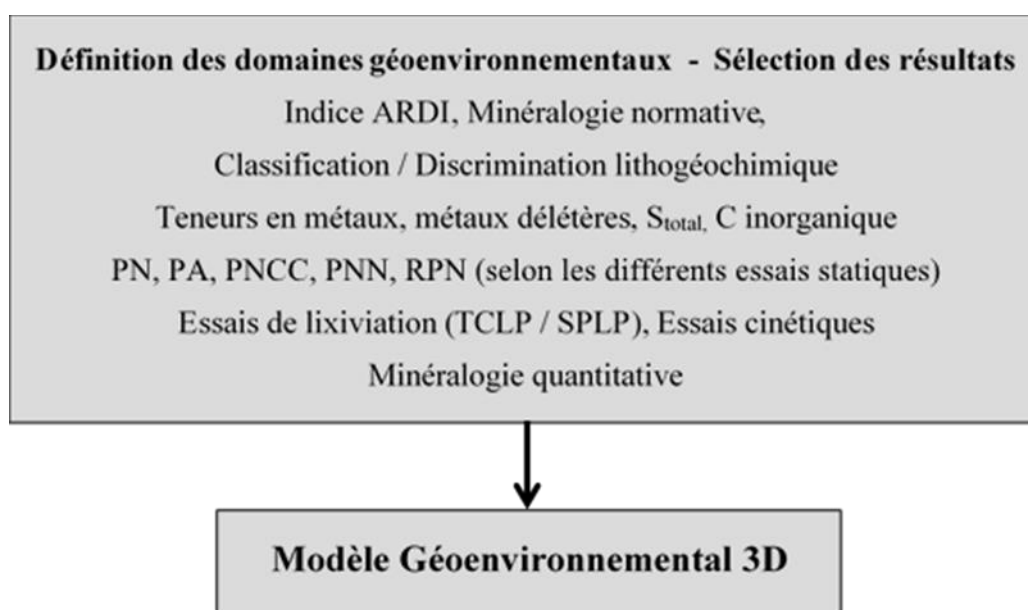 Définition des domaines géoenvironnementaux - Sélection des résultats
Indice ARDI, Minéralogie normative,
Classification / Discrimination lithogéochimique
Teneurs en métaux, métaux délétères, Stotal, C inorganique
PN, PA, PNCC, PNN, RPN (selon les différents essais statiques)
Essais de lixiviation (TCLP / SPLP), Essais cinétiques
Minéralogie quantitative
Modèle Géoenvironnemental 3D